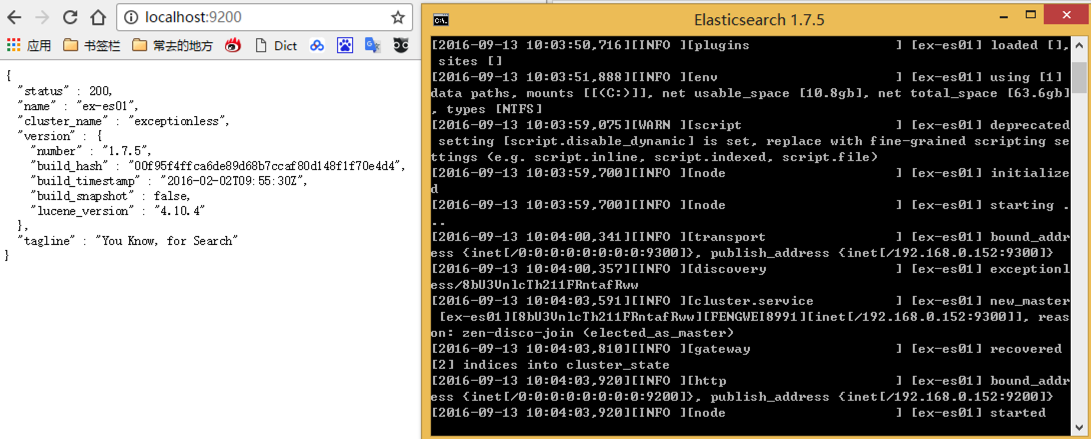 localhost:9200
应用 书签栏 常去的地方 Dict
{
"status" : 200,
"name" : "ex-es01",
"cluster_name" : "exceptionless",
"version" : {
"number" : "1.7.5",
"build_hash" : "00f95f4ffca6de89d68b7ccaf80d148f1f70e4d4",
"build_timestamp" : "2016-02-02T09:55:30Z",
"build_snapshot" : false,
"lucene_version" : "4.10.4"
},
"tagline" : "You Know, for Search"
}
Elasticsearch 1.7.5
[2016-09-13 10:03:50,716][INFO ][plugins ] [ex-es01] loaded [],
sites []
[2016-09-13 10:03:51,888][INFO ][env ] [ex-es01] using [1]
data paths, mounts [[(C:)]], net usable_space [10.8gb], net total_space [63.6gb]
, types [NTFS]
[2016-09-13 10:03:59,075][WARN ][script ] [ex-es01] deprecated
setting [script.disable_dynamic] is set, replace with fine-grained scripting se
ttings (e.g. script.inline, script.indexed, script.file)
[2016-09-13 10:03:59,700][INFO ][node ] [ex-es01] initialize
d
[2016-09-13 10:03:59,700][INFO ][node ] [ex-es01] starting .
..
[2016-09-13 10:04:00,341][INFO ][transport ] [ex-es01] bound_addr
ess {inet[/0:0:0:0:0:0:0:0:9300]}, publish_address {inet[/192.168.0.152:9300]}
[2016-09-13 10:04:00,357][INFO ][discovery ] [ex-es01] exceptionl
ess/8bU3VnlcTh211FRntafRww
[2016-09-13 10:04:03,591][INFO ][cluster.service ] [ex-es01] new_master
[ex-es01][8bU3VnlcTh211FRntafRww][FENGWEI8991][inet[/192.168.0.152:9300]], reas
on: zen-disco-join (elected_as_master)
[2016-09-13 10:04:03,810][INFO ][gateway ] [ex-es01] recovered
[2] indices into cluster_state
[2016-09-13 10:04:03,920][INFO ][http ] [ex-es01] bound_addr
ess {inet[/0:0:0:0:0:0:0:0:9200]}, publish_address {inet[/192.168.0.152:9200]}
[2016-09-13 10:04:03,920][INFO ][node ] [ex-es01] started